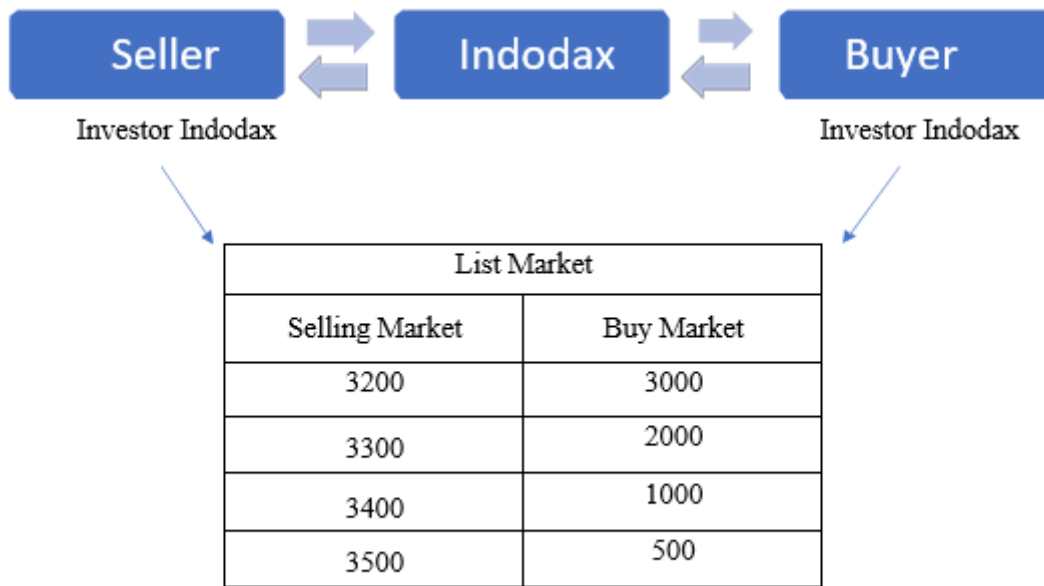 Seller Indodax Buyer
Investor Indodax Investor Indodax
List Market
Selling Market Buy Market
3200 3000
3300 2000
3400 1000
3500 500